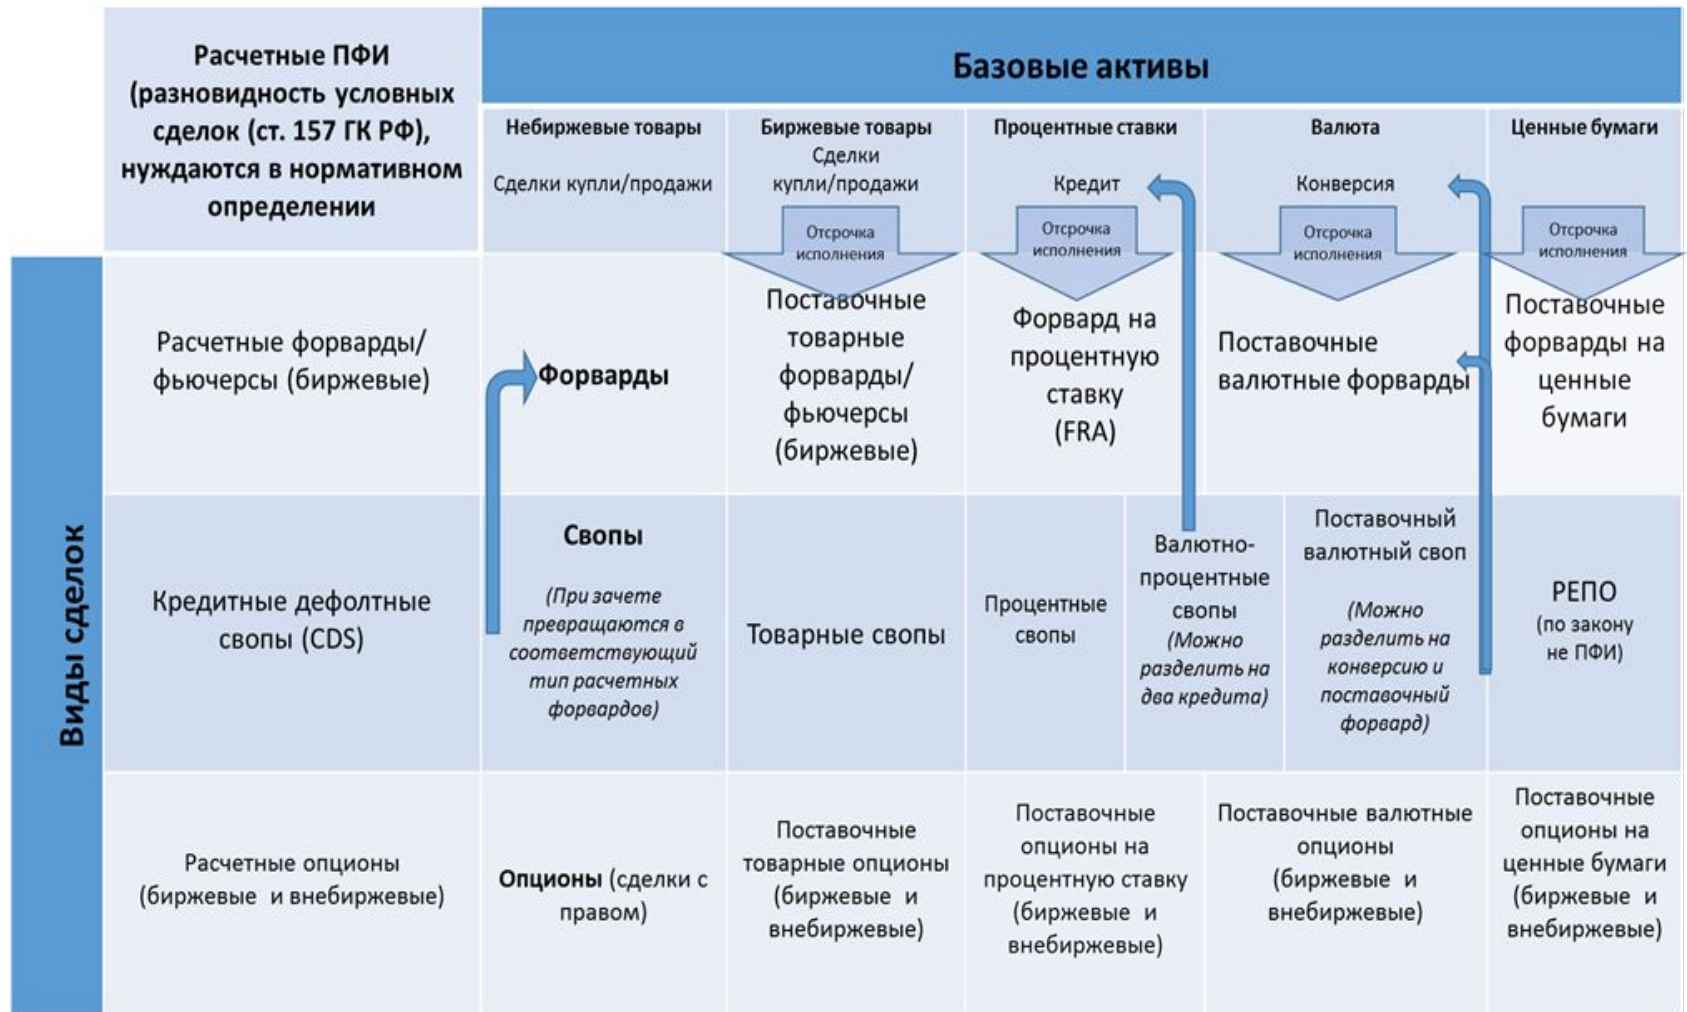 Расчетные ПФИ
(разновидность условных
сделок (ст. 157 ГК РФ),
нуждаются в нормативном
определении
Базовые активы
Небиржевые товары
Сделки купли/продажи
Биржевые товары
Сделки
купли/продажи
Процентные ставки
Кредит
Валюта
Конверсия
Ценные бумаги
Отсрочка
исполнения
Отсрочка
исполнения
Отсрочка
исполнения
Отсрочка
исполнения
Виды сделок
Расчетные форварды/
фьючерсы (биржевые)
Форварды
Поставочные
товарные
форварды/
фьючерсы
(биржевые)
Форвард на
процентную
ставку
(FRA)
Поставочные
валютные форварды
Поставочные
форварды на
ценные
бумаги
Кредитные дефолтные
свопы (CDS)
Свопы
(При зачете
превращаются в
соответствующий
тип расчетных
форвардов)
Товарные свопы
Процентные
свопы
Валютно-
процентные
свопы
(Можно
разделить на
два кредита)
Поставочный
валютный своп
(Можно
разделить на
конверсию и
поставочный
форвард)
РЕПО
(по закону
не ПФИ)
Расчетные опционы
(биржевые и внебиржевые)
Опционы (сделки с
правом)
Поставочные
товарные опционы
(биржевые и
внебиржевые)
Поставочные
опционы на
процентную ставку
(биржевые и
внебиржевые)
Поставочные валютные
опционы
(биржевые и
внебиржевые)
Поставочные
опционы на
ценные бумаги
(биржевые и
внебиржевые)